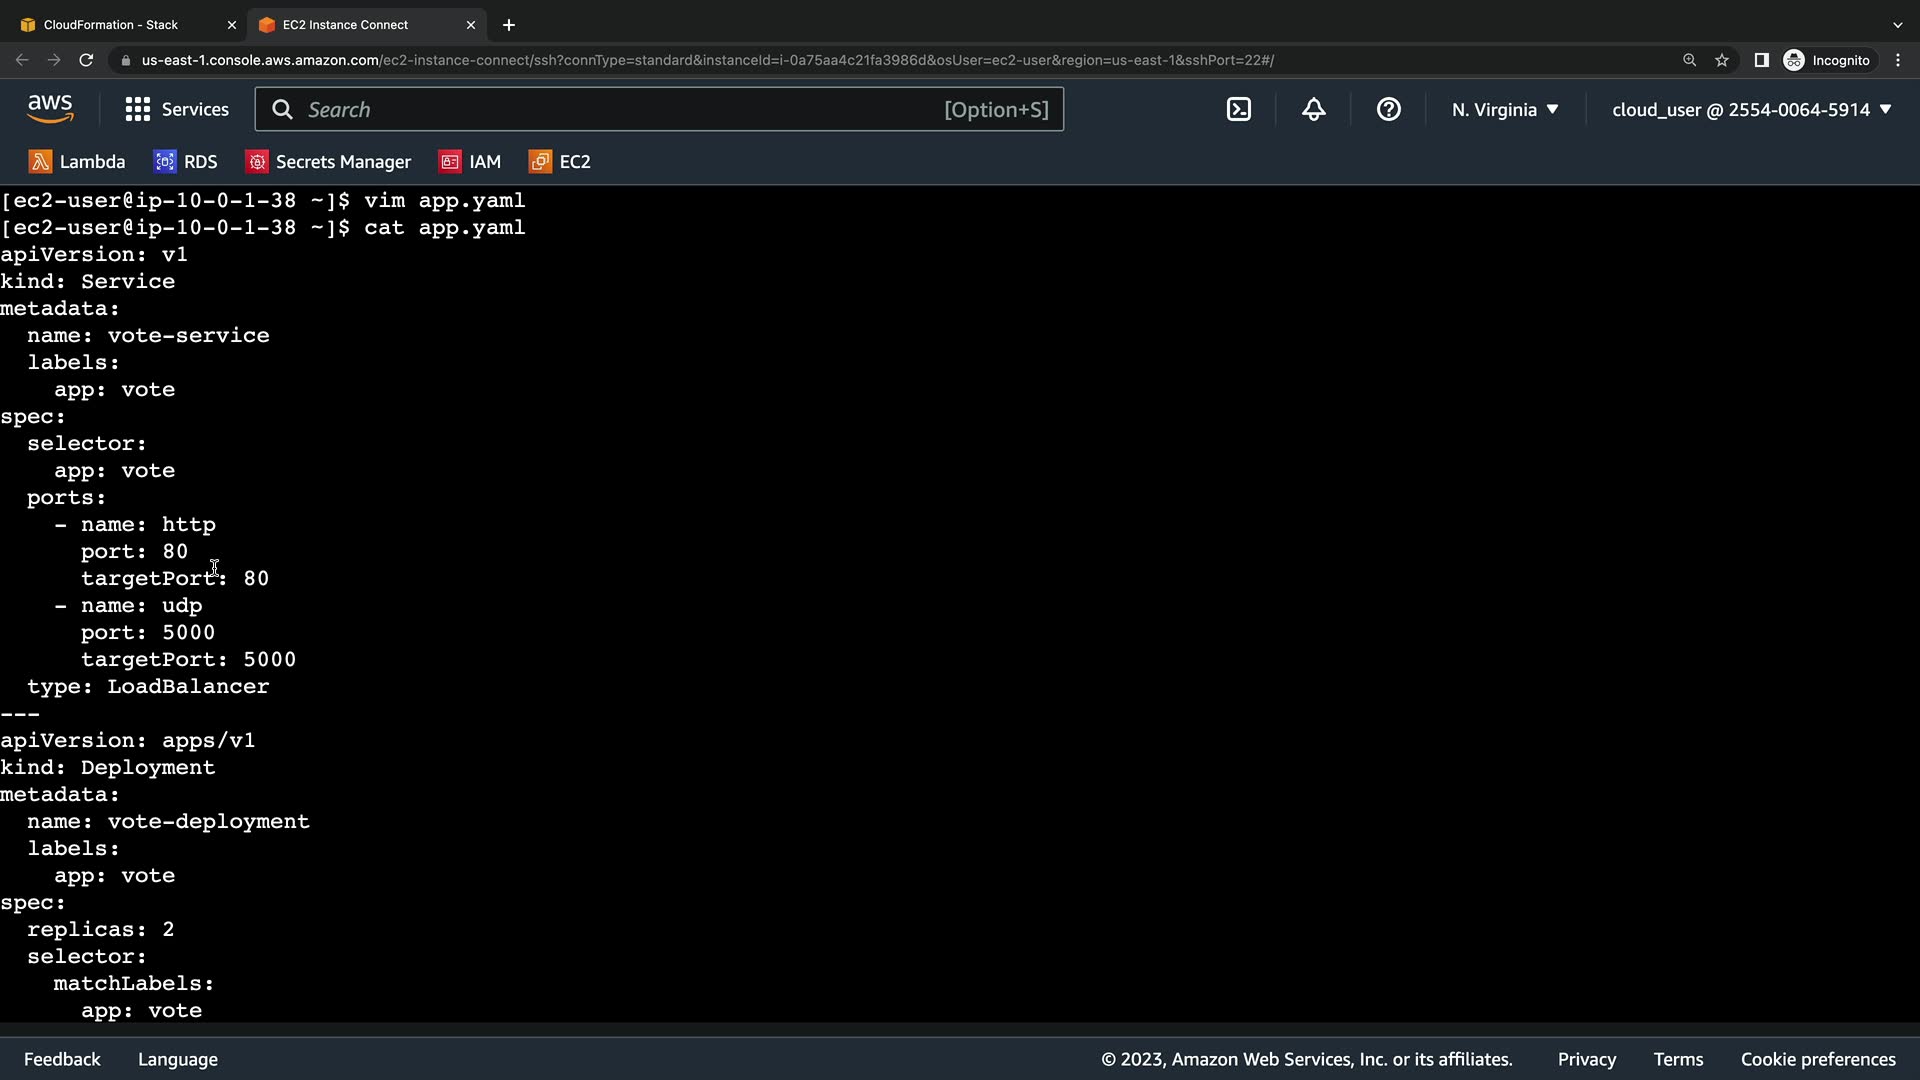 CloudFormation - Stack
EC2 Instance Connect
us-east-1.console.aws.amazon.com/ec2-instance-connect/ssh?connType=standard&instanceId=i-0a75aa4c21fa3986d&osUser=ec2-user&region=us-east-1&sshPort=22#/
Incognito
aws
Services
Search
[Option+S]
N. Virginia
cloud_user @ 2554-0064-5914
Lambda
RDS
Secrets Manager
IAM
EC2
[ec2-user@ip-10-0-1-38 ~]$ vim app.yaml
[ec2-user@ip-10-0-1-38 ~]$ cat app.yaml
apiVersion: v1
kind: Service
metadata:
  name: vote-service
  labels:
    app: vote
spec:
  selector:
    app: vote
  ports:
    - name: http
      port: 80
      targetPort: 80
    - name: udp
      port: 5000
      targetPort: 5000
  type: LoadBalancer
---
apiVersion: apps/v1
kind: Deployment
metadata:
  name: vote-deployment
  labels:
    app: vote
spec:
  replicas: 2
  selector:
    matchLabels:
      app: vote
Feedback
Language
© 2023, Amazon Web Services, Inc. or its affiliates.
Privacy
Terms
Cookie preferences